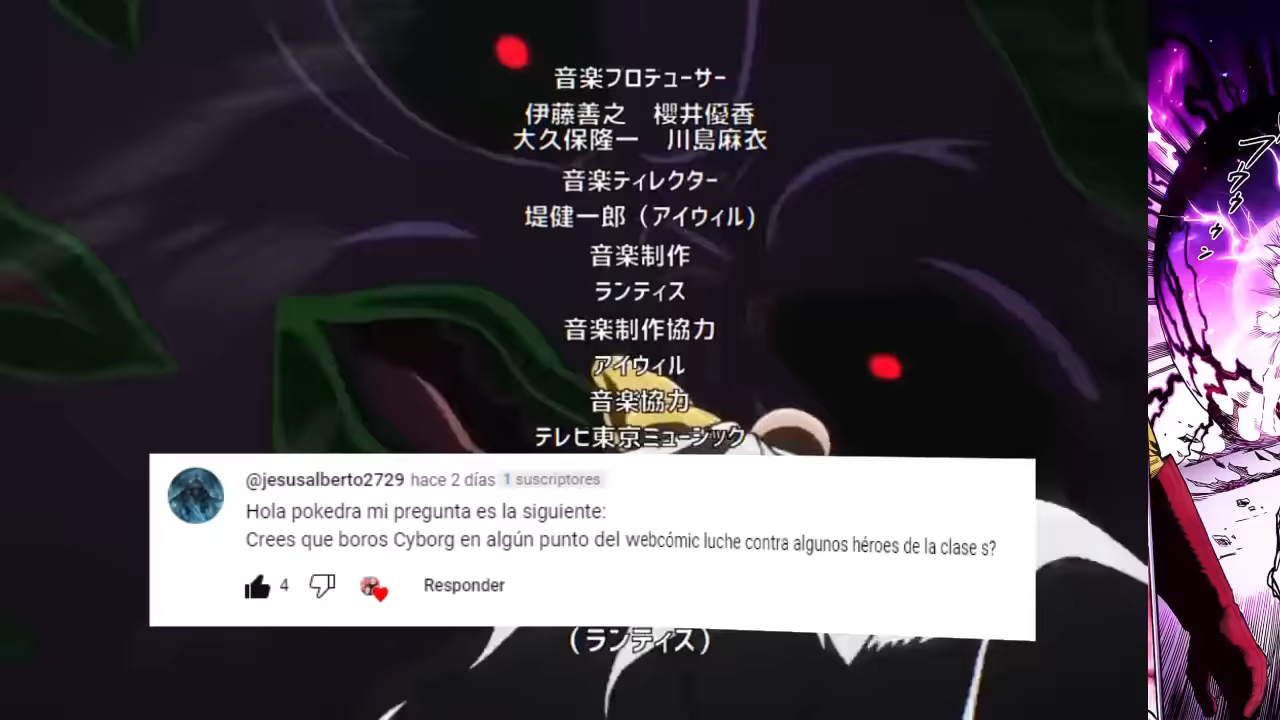 音楽プロデューサー
伊藤善之 櫻井優香
大久保隆一 川島麻衣
音楽ディレクター
堤健一郎（アイウィル）
音楽制作
ランティス
音楽制作協力
アイウィル
音楽協力
テレビ東京ミュージック
@jesusalberto2729 hace 2 días 1 suscriptores
Hola pokedra mi pregunta es la siguiente:
Crees que boros Cyborg en algún punto del webcómic luche contra algunos héroes de la clase s?
4 Responder
（ランティス）
フウゥゥン